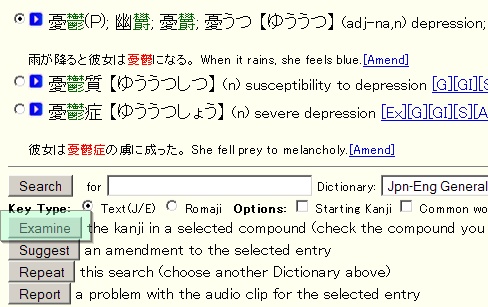 憂鬱(P); 幽鬱; 憂鬱; 憂うつ 【ゆううつ】 (adj-na,n) depression;
雨が降ると彼女は憂鬱になる。 When it rains, she feels blue.[Amend]
憂鬱質 【ゆううつしつ】 (n) susceptibility to depression [G][GI][S
憂鬱症 【ゆううつしょう】 (n) severe depression [Ex][G][GI][S][A
彼女は憂鬱症の虜に成った。 She fell prey to melancholy.[Amend]
Search for Dictionary: Jpn-Eng General
Key Type: Text(J/E) Romaji Options: Starting Kanji Common wo
Examine the kanji in a selected compound (check the compound you
Suggest an amendment to the selected entry
Repeat this search (choose another Dictionary above)
Report a problem with the audio clip for the selected entry